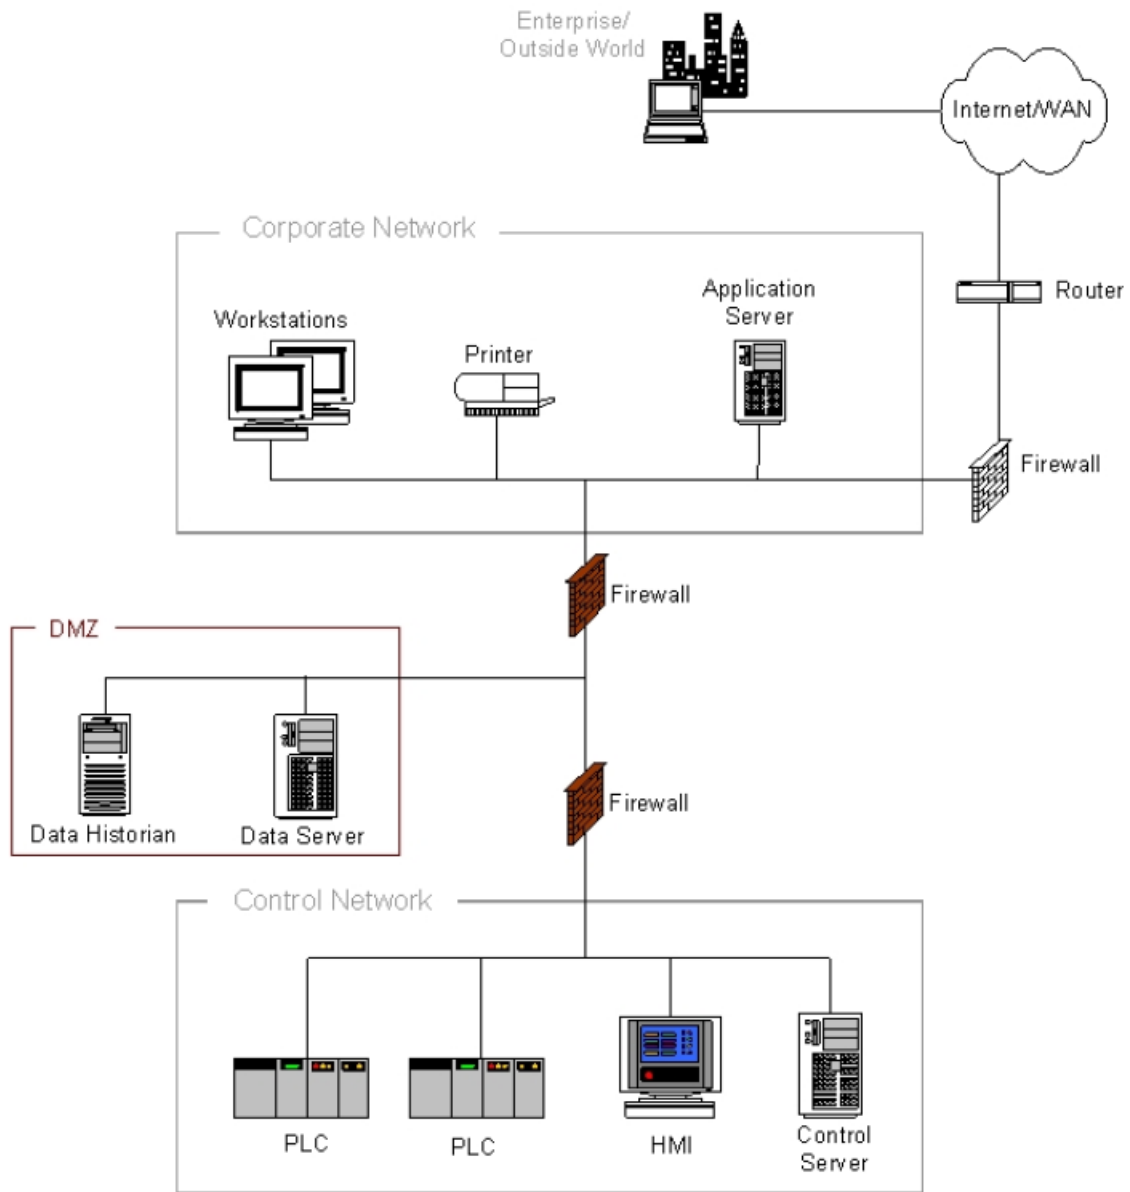 Enterprise/
Outside World
Internet/WAN
Corporate Network
Router
Workstations
Printer
Application
Server
Firewall
Firewall
DMZ
Data Historian
Data Server
Firewall
Control Network
PLC
PLC
HMI
Control
Server